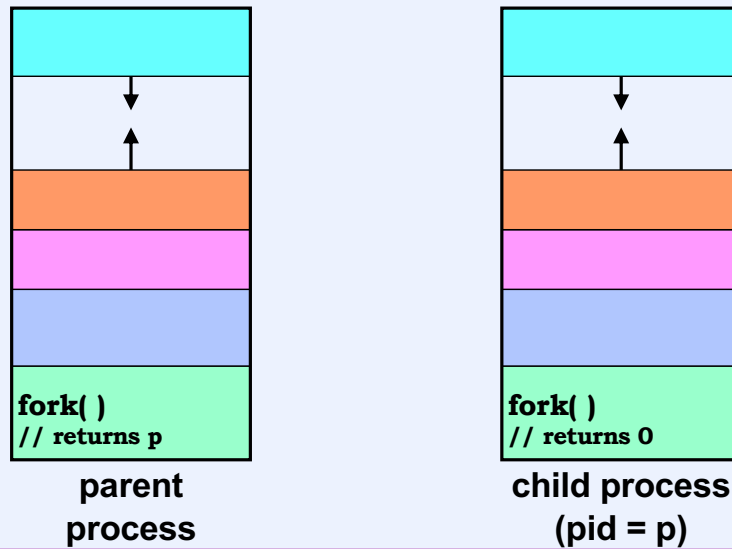 fork( )
// returns p
parent
process
fork( )
// returns 0
child process
(pid = p)